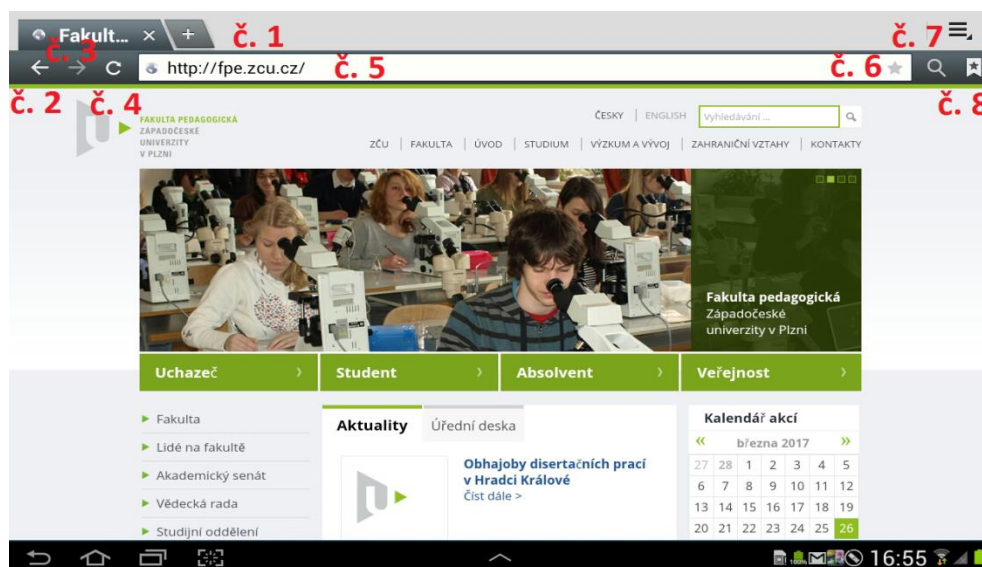 Fakult... × + č. 1 č. 7
č. 3
http://fpe.zcu.cz/ č. 5 č. 6
č. 2 č. 4 č. 8
FAKULTA PEDAGOGICKÁ
ZÁPADOČESKÉ
UNIVERZITY
V PLZNI
ČESKY | ENGLISH Vyhledávání ...
ZČU | FAKULTA | ÚVOD | STUDIUM | VÝZKUM A VÝVOJ | ZAHRANIČNÍ VZTAHY | KONTAKTY
Fakulta pedagogická
Západočeské
univerzity v Plzni
Uchazeč Student Absolvent Veřejnost
Fakulta
Lidé na fakultě
Akademický senát
Vědecká rada
Studijní oddělení
Aktuality Úřední deska
Obhajoby disertačních prací
v Hradci Králové
Číst dále >
Kalendář akcí
« března 2017 »
27 28 1 2 3 4 5
6 7 8 9 10 11 12
13 14 15 16 17 18 19
20 21 22 23 24 25 26
100% 16:55